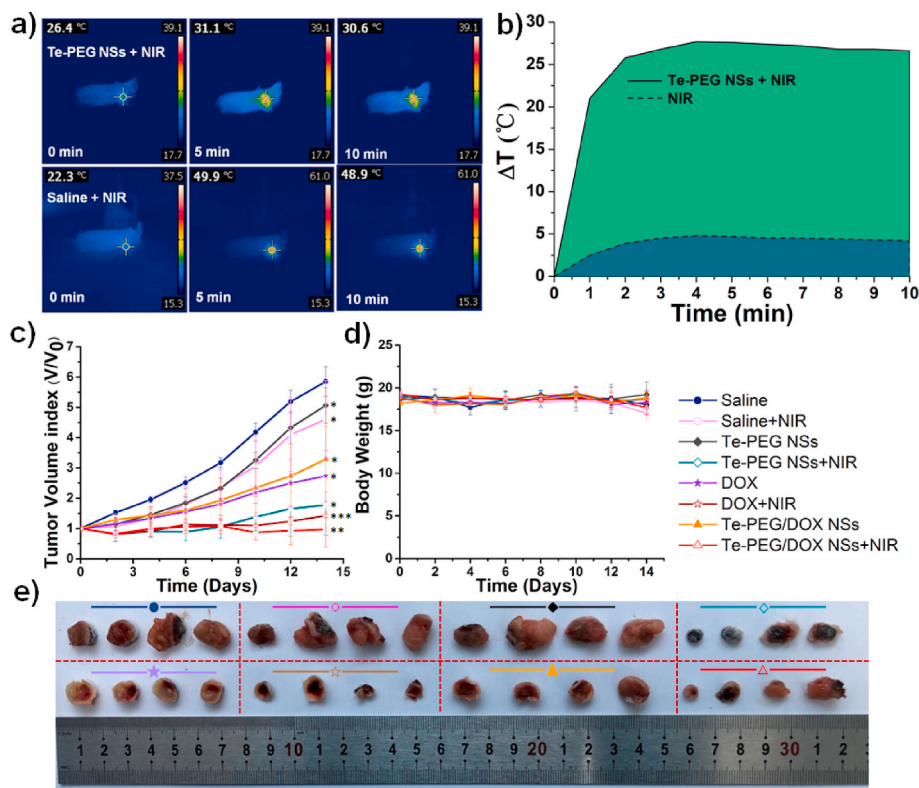 a)
26.4 ℃
39.1
Te-PEG NSs + NIR
0 min
17.7
31.1 ℃
39.1
5 min
17.7
30.6 ℃
39.1
10 min
17.7
22.3 ℃
37.5
Saline + NIR
0 min
15.3
49.9 ℃
61.0
5 min
15.3
48.9 ℃
61.0
10 min
15.3
b)
30
25
20
15
10
5
0
ΔT (℃)
Te-PEG NSs + NIR
NIR
0 1 2 3 4 5 6 7 8 9 10
Time (min)
c)
7
6
5
4
3
2
1
0
Tumor Volume index (V/V0)
*
*
*
*
*
***
**
0 3 6 9 12 15
Time (Days)
d)
25
20
15
10
5
0
Body Weight (g)
0 2 4 6 8 10 12 14
Time (Days)
Saline
Saline+NIR
Te-PEG NSs
Te-PEG NSs+NIR
DOX
DOX+NIR
Te-PEG/DOX NSs
Te-PEG/DOX NSs+NIR
e)
1 2 3 4 5 6 7 8 9 10 1 2 3 4 5 6 7 8 9 20 1 2 3 4 5 6 7 8 9 30 1 2 3